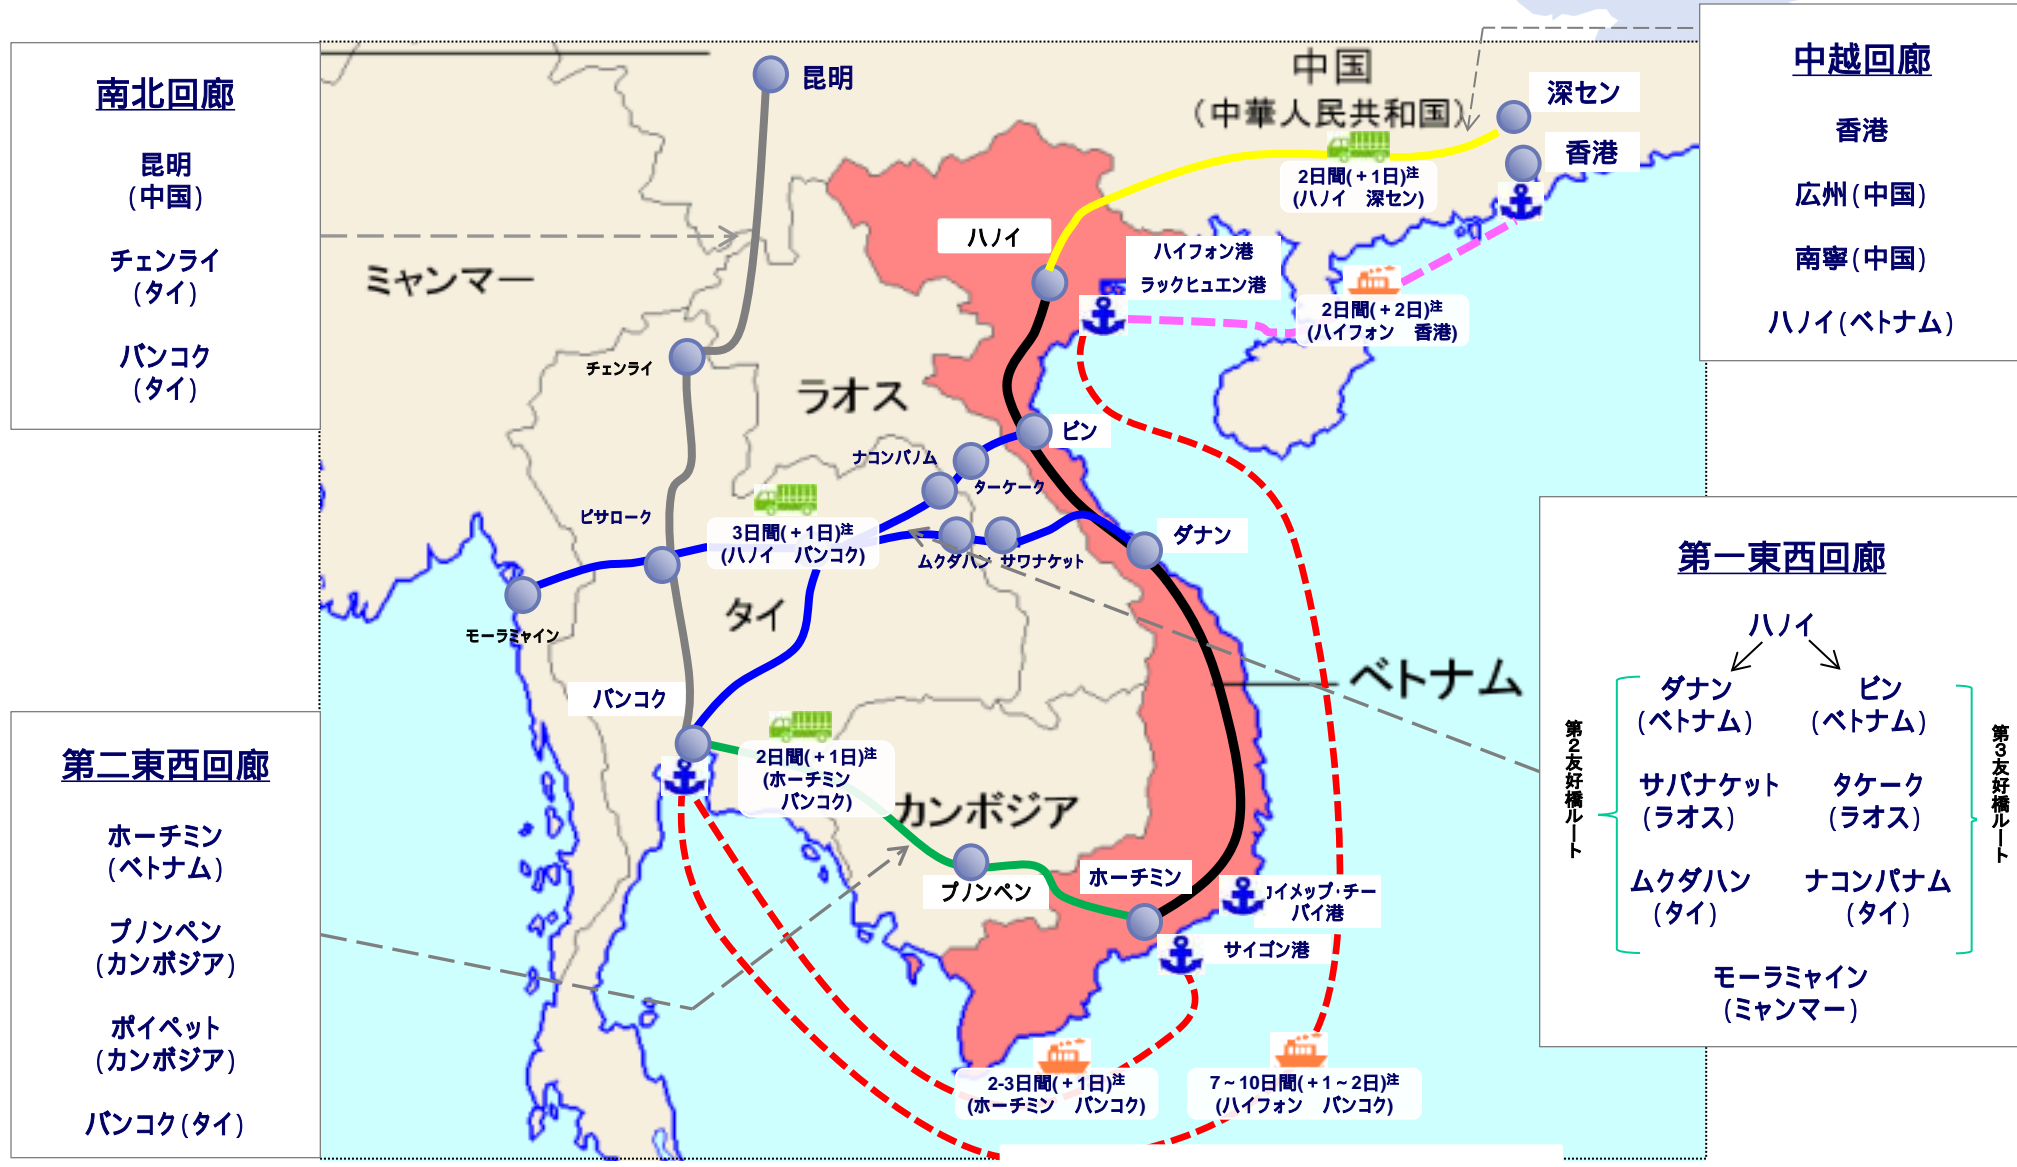 南北回廊
昆明
(中国)
チェンライ
(タイ)
バンコク
(タイ)
第二東西回廊
ホーチミン
(ベトナム)
プノンペン
(カンボジア)
ポイペット
(カンボジア)
バンコク(タイ)
昆明
中国
(中華人民共和国)
深セン
香港
2日間(+1日)注
(ハノイ　深セン)
ハノイ
ハイフォン港
ラックヒュエン港
2日間(+2日)注
(ハイフォン　香港)
ミャンマー
チェンライ
ラオス
ビン
ナコンパノム
ターケーク
ピサローク
3日間(+1日)注
(ハノイ　バンコク)
ムクダハン
サワナケット
ダナン
タイ
モーラミャイン
バンコク
ベトナム
2日間(+1日)注
(ホーチミン
バンコク)
カンボジア
プノンペン
ホーチミン
カイメップ・チー
バイ港
サイゴン港
2-3日間(+1日)注
(ホーチミン　バンコク)
7~10日間(+1~2日)注
(ハイフォン　バンコク)
中越回廊
香港
広州(中国)
南寧(中国)
ハノイ(ベトナム)
第一東西回廊
ハノイ
ダナン
(ベトナム)
サバナケット
(ラオス)
ムクダハン
(タイ)
ビン
(ベトナム)
タケーク
(ラオス)
ナコンパナム
(タイ)
第2友好橋ルート
第3友好橋ルート
モーラミャイン
(ミャンマー)